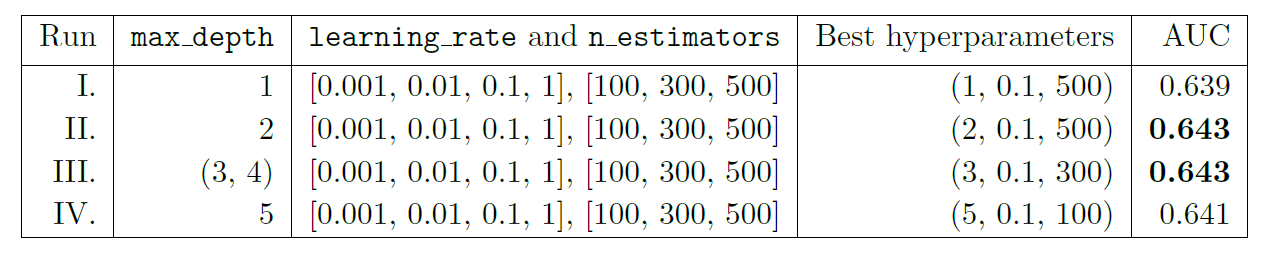 Run max_depth learning_rate and n_estimators Best hyperparameters AUC
I. 1 [0.001, 0.01, 0.1, 1], [100, 300, 500] (1, 0.1, 500) 0.639
II. 2 [0.001, 0.01, 0.1, 1], [100, 300, 500] (2, 0.1, 500) 0.643
III. (3, 4) [0.001, 0.01, 0.1, 1], [100, 300, 500] (3, 0.1, 300) 0.643
IV. 5 [0.001, 0.01, 0.1, 1], [100, 300, 500] (5, 0.1, 100) 0.641